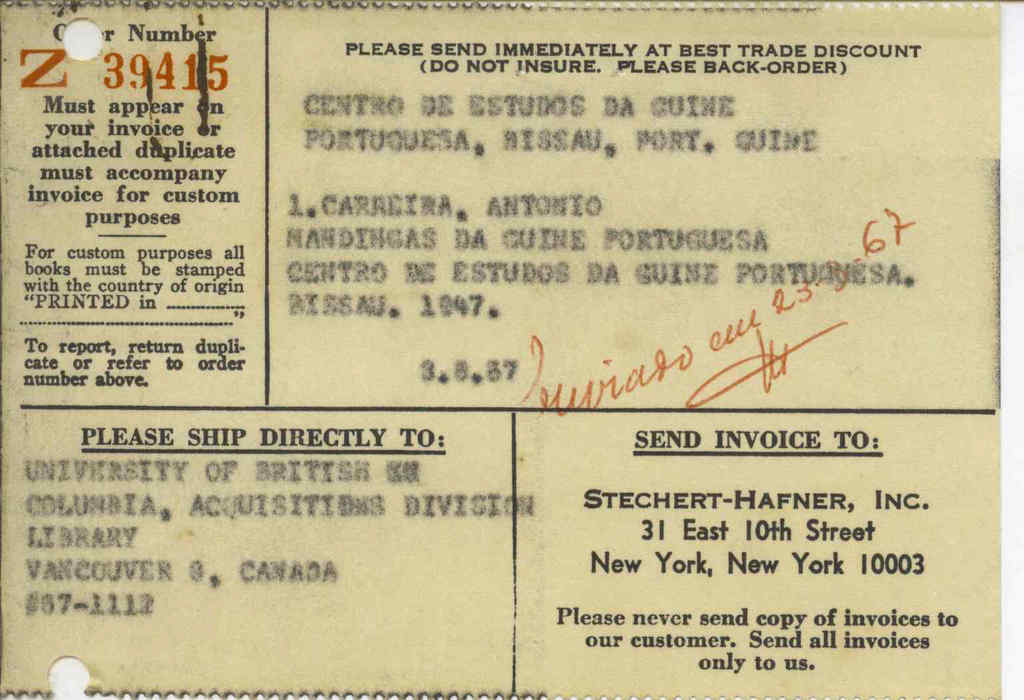 Order Number
Z 39415
Must appear on
your invoice or
attached duplicate
must accompany
invoice for custom
purposes
For custom purposes all
books must be stamped
with the country of origin
"PRINTED in
"
To report, return dupli-
cate or refer to order
number above.
PLEASE SEND IMMEDIATELY AT BEST TRADE DISCOUNT
(DO NOT INSURE. PLEASE BACK-ORDER)
CENTRO DE ESTUDOS DA GUINE
PORTUGUESA, BISSAU, PORT. GUINE
1.CARREIRA, ANTONIO
MANDINGAS DA GUINE PORTUGUESA
CENTRO DE ESTUDOS DA GUINE PORTUGUESA.
BISSAU. 1947.
Enviado em 23 67
PLEASE SHIP DIRECTLY TO:
UNIVERSITY OF BRITISH
COLUMBIA, ACQUISITIONS DIVISION
LIBRARY
VANCOUVER 8, CANADA
#67-1112
SEND INVOICE TO:
STECHERT-HAFNER, INC.
31 East 10th Street
New York, New York 10003
Please never send copy of invoices to
our customer. Send all invoices
only to us.